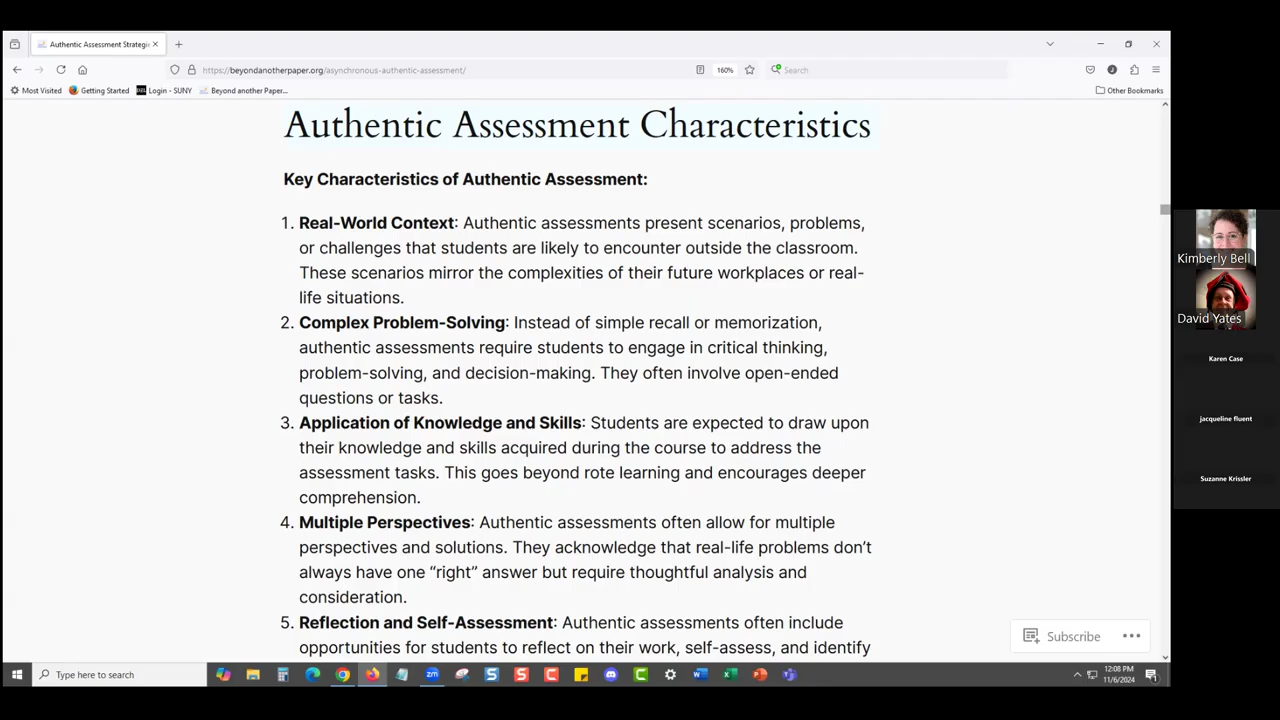 Authentic Assessment Strategi
https://beyondanotherpaper.org/asynchronous-authentic-assessment/
160%
Search
Most Visited
Getting Started
Login - SUNY
Beyond another Paper...
Other Bookmarks
Authentic Assessment Characteristics
Key Characteristics of Authentic Assessment:
1. Real-World Context: Authentic assessments present scenarios, problems,
or challenges that students are likely to encounter outside the classroom.
These scenarios mirror the complexities of their future workplaces or real-
life situations.
2. Complex Problem-Solving: Instead of simple recall or memorization,
authentic assessments require students to engage in critical thinking,
problem-solving, and decision-making. They often involve open-ended
questions or tasks.
3. Application of Knowledge and Skills: Students are expected to draw upon
their knowledge and skills acquired during the course to address the
assessment tasks. This goes beyond rote learning and encourages deeper
comprehension.
4. Multiple Perspectives: Authentic assessments often allow for multiple
perspectives and solutions. They acknowledge that real-life problems don’t
always have one “right” answer but require thoughtful analysis and
consideration.
5. Reflection and Self-Assessment: Authentic assessments often include
opportunities for students to reflect on their work, self-assess, and identify
Subscribe
Kimberly Bell
David Yates
Karen Case
jacqueline fluent
Suzanne Krissler
Type here to search
12:08 PM
11/6/2024